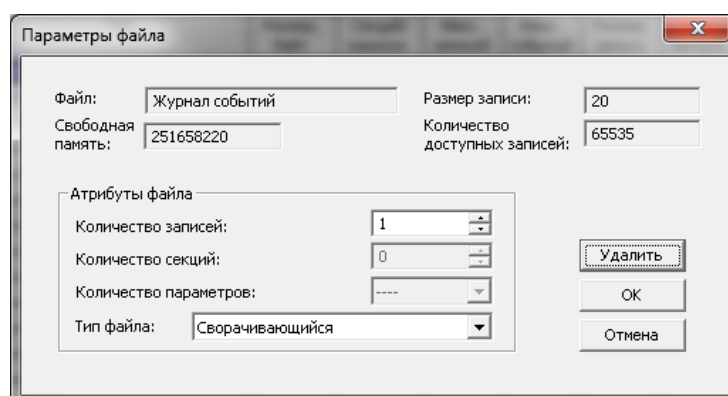 Параметры файла
Файл: Журнал событий Размер записи: 20
Свободная память: 251658220 Количество доступных записей: 65535
Атрибуты файла
Количество записей: 1
Количество секций: 0
Количество параметров: ----
Тип файла: Сворачивающийся
Удалить
ОК
Отмена